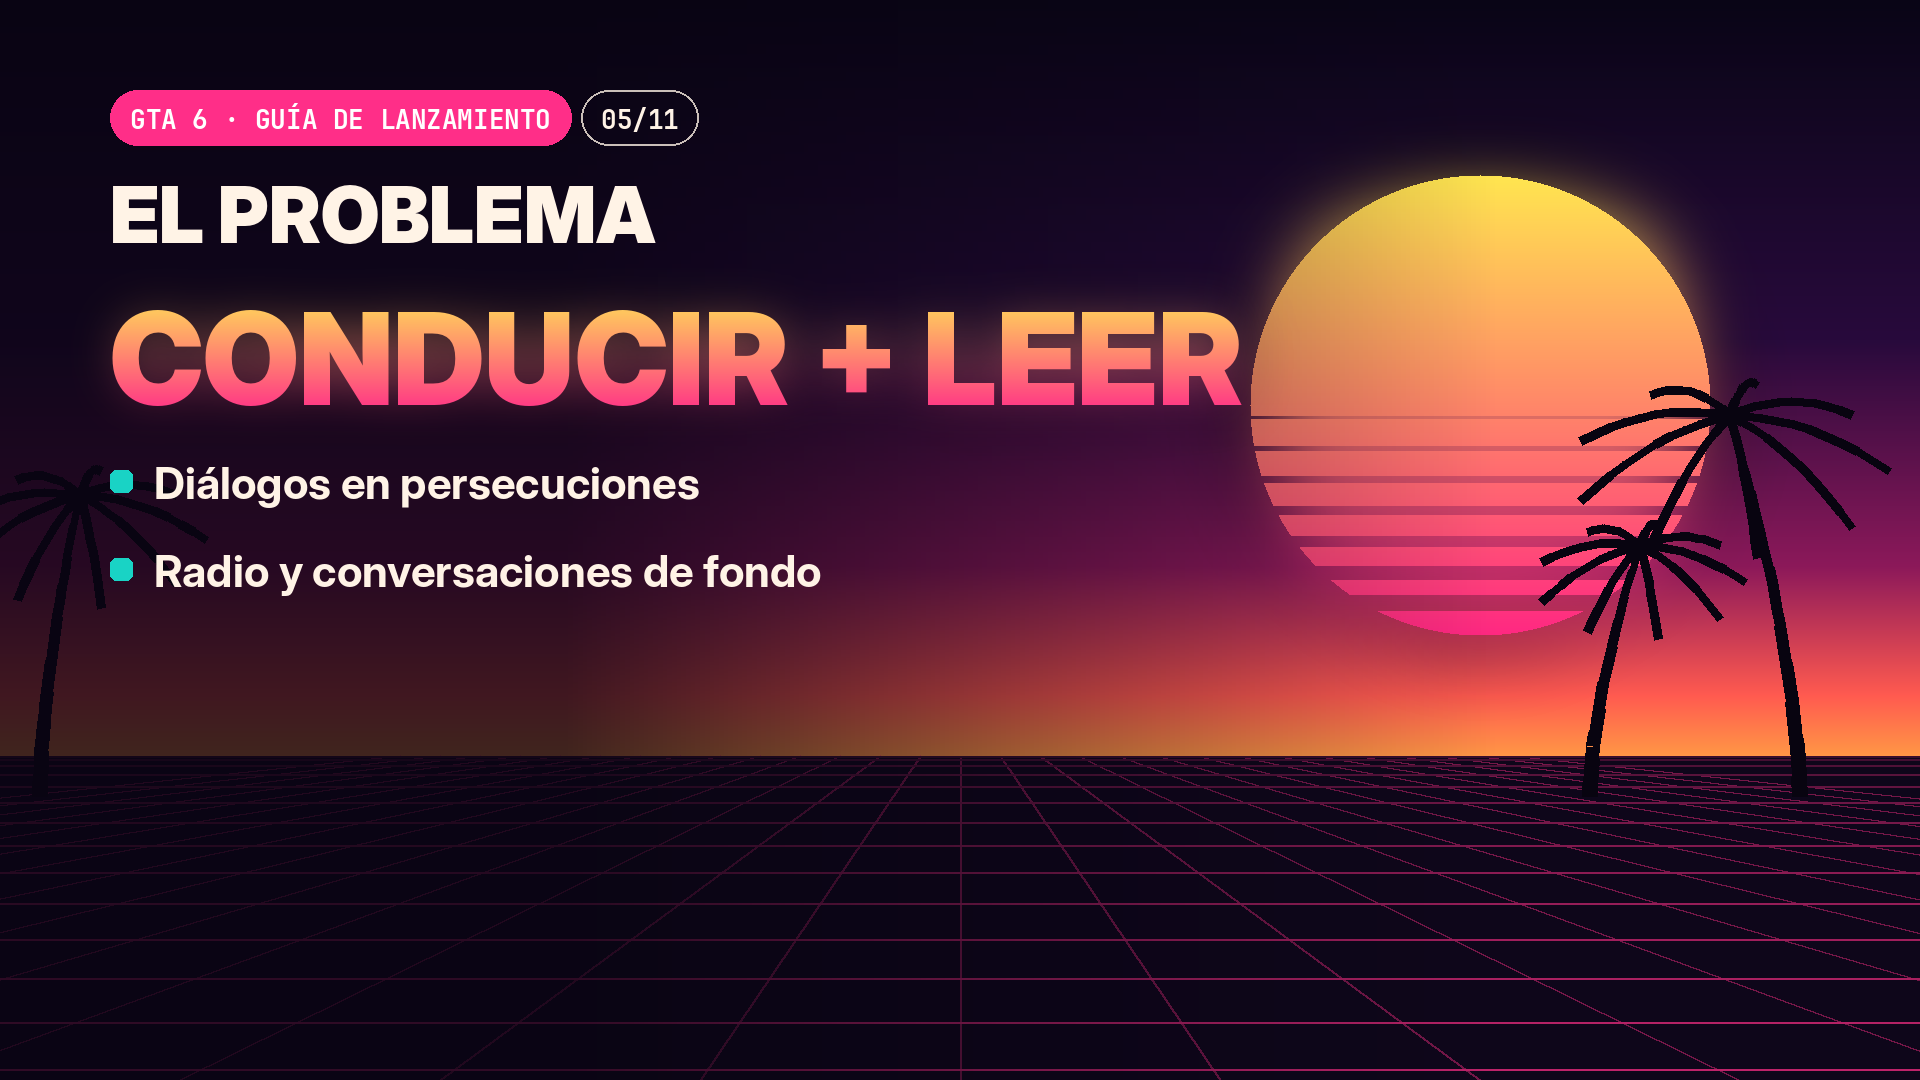 GTA 6 · GUÍA DE LANZAMIENTO 05/11
EL PROBLEMA
CONDUCIR + LEER
Diálogos en persecuciones
Radio y conversaciones de fondo